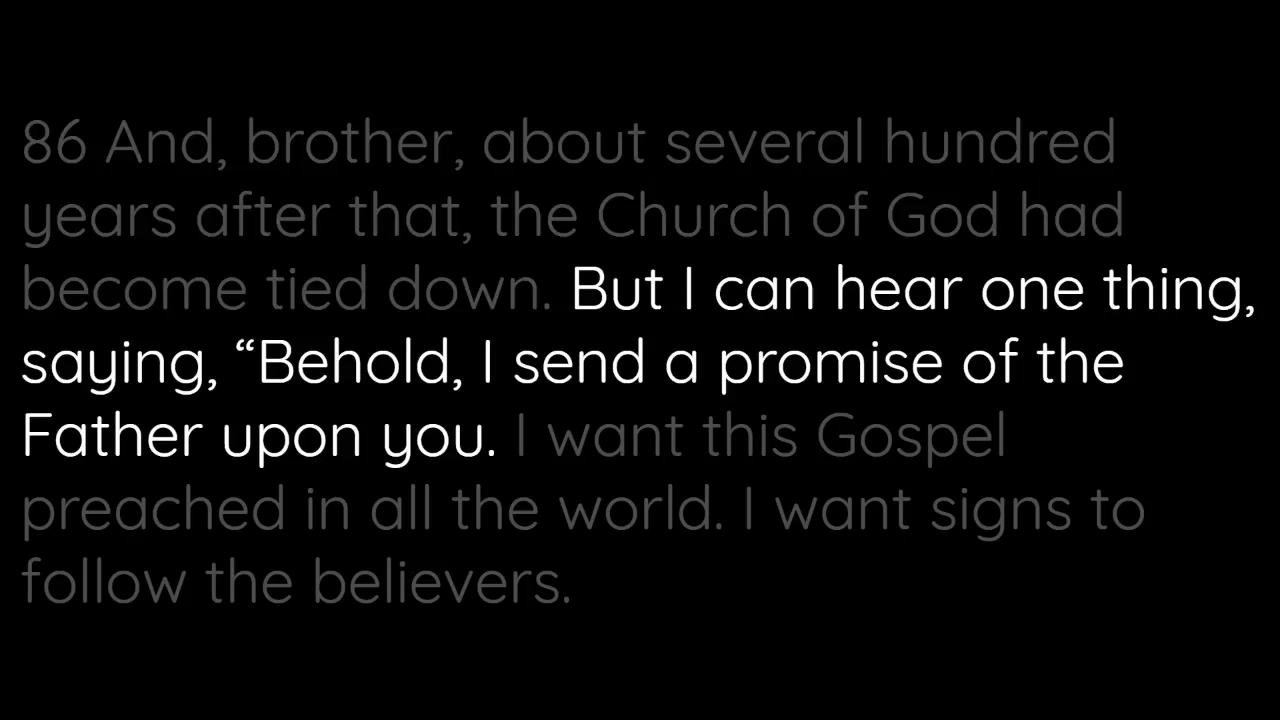 86 And, brother, about several hundred
years after that, the Church of God had
become tied down. But I can hear one thing,
saying, “Behold, I send a promise of the
Father upon you. I want this Gospel
preached in all the world. I want signs to
follow the believers.